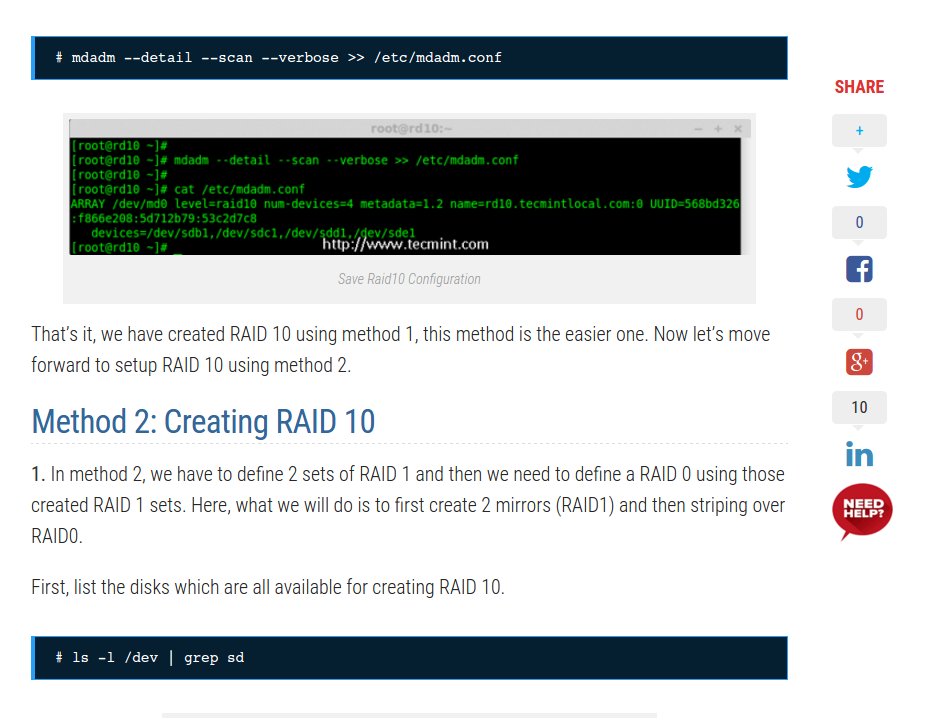 # mdadm --detail --scan --verbose >> /etc/mdadm.conf
root@rd10:~
[root@rd10 ~]#
[root@rd10 ~]# mdadm --detail --scan --verbose >> /etc/mdadm.conf
[root@rd10 ~]#
[root@rd10 ~]# cat /etc/mdadm.conf
ARRAY /dev/md0 level=raid10 num-devices=4 metadata=1.2 name=rd10.tecmintlocal.com:0 UUID=568bd326
:f866e208:5d712b79:53c2d7c8
devices=/dev/sdb1,/dev/sdc1,/dev/sdd1,/dev/sde1
[root@rd10 ~]#
http://www.tecmint.com
Save Raid10 Configuration
That’s it, we have created RAID 10 using method 1, this method is the easier one. Now let’s move
forward to setup RAID 10 using method 2.
Method 2: Creating RAID 10
1. In method 2, we have to define 2 sets of RAID 1 and then we need to define a RAID 0 using those
created RAID 1 sets. Here, what we will do is to first create 2 mirrors (RAID1) and then striping over
RAID0.
First, list the disks which are all available for creating RAID 10.
# ls -l /dev | grep sd
SHARE
+
0
0
g+
10
in
NEED
HELP?